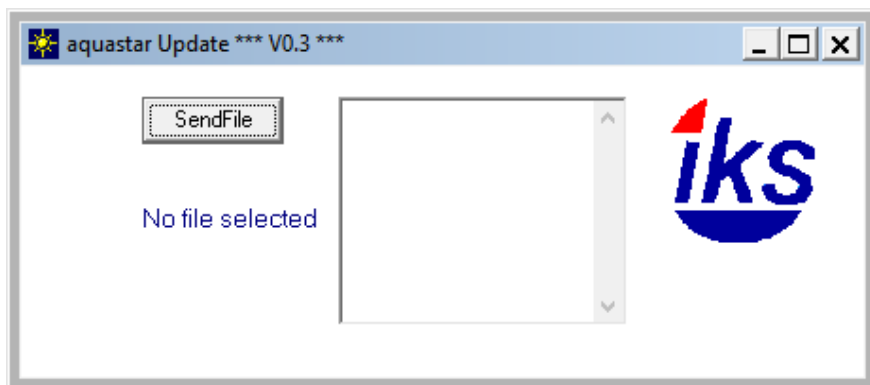 aquastar Update *** V0.3 ***
SendFile
No file selected
iks